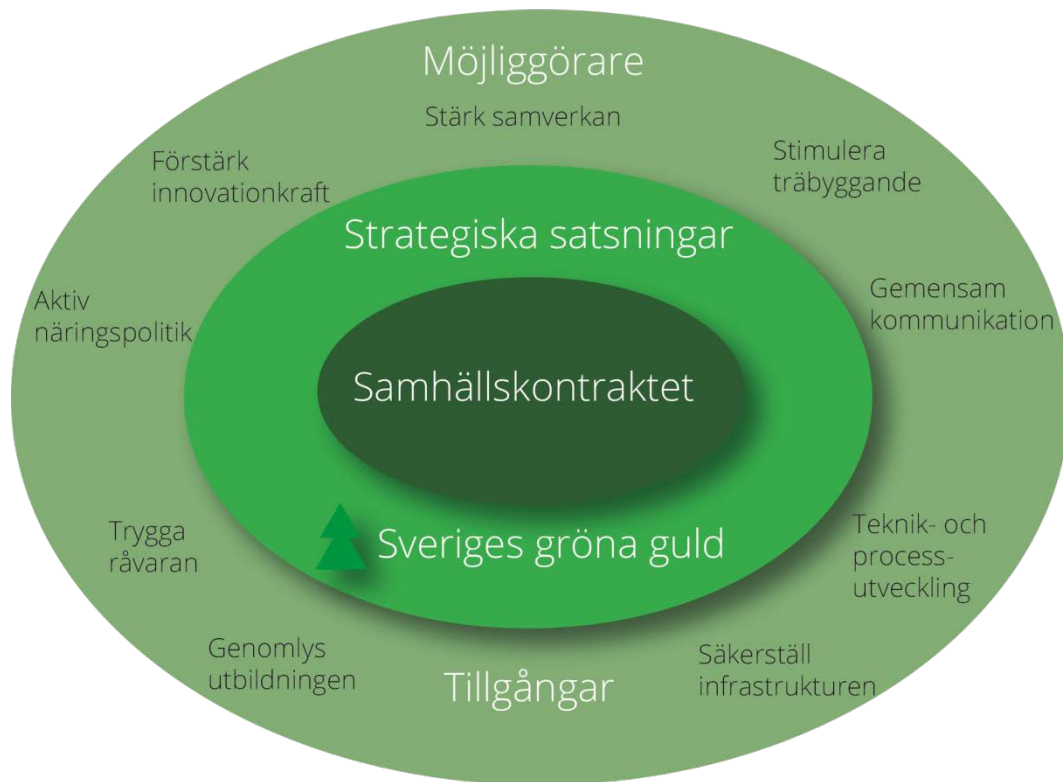 Möjliggörare
Stärk samverkan
Förstärk
innovationkraft
Stimulera
träbyggande
Strategiska satsningar
Aktiv
näringspolitik
Gemensam
kommunikation
Samhällskontraktet
Trygga
råvaran
Sveriges gröna guld
Teknik- och
process-
utveckling
Genomlys
utbildningen
Tillgångar
Säkerställ
infrastrukturen